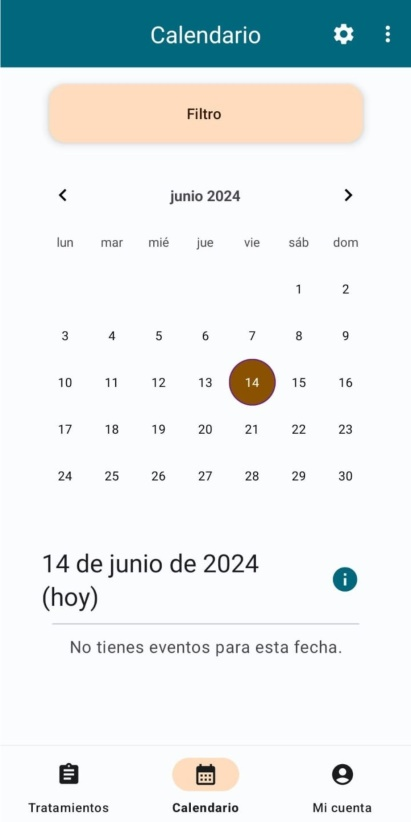 Calendario
Filtro
junio 2024
lun mar mié jue vie sáb dom
1 2
3 4 5 6 7 8 9
10 11 12 13 14 15 16
17 18 19 20 21 22 23
24 25 26 27 28 29 30
14 de junio de 2024
(hoy)
No tienes eventos para esta fecha.
Tratamientos Calendario Mi cuenta